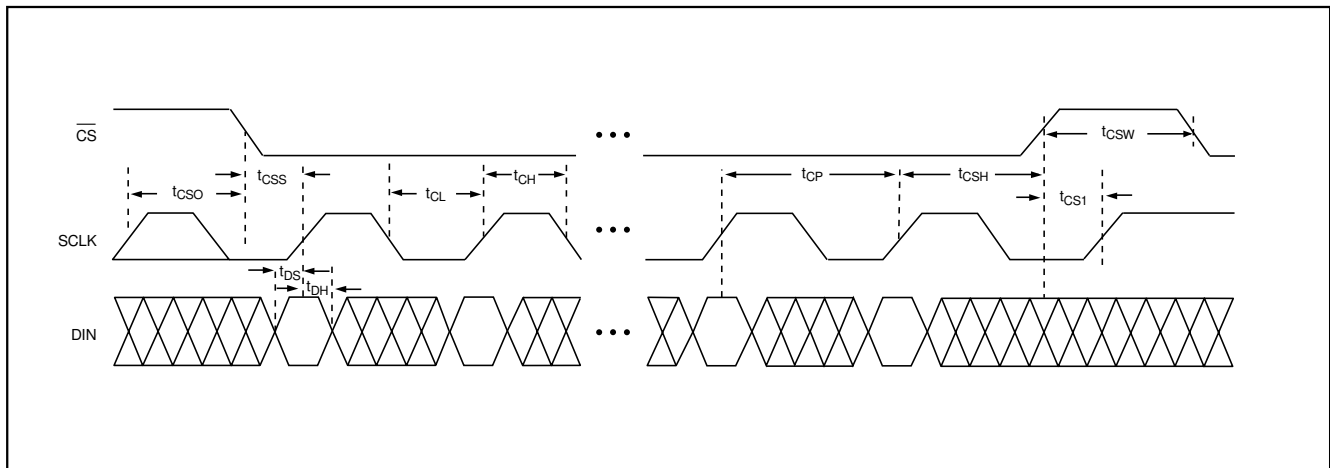 CS
tCSW
tCSO
tCSS
tCL
tCH
tCP
tCSH
tCS1
SCLK
tDS
tDH
DIN